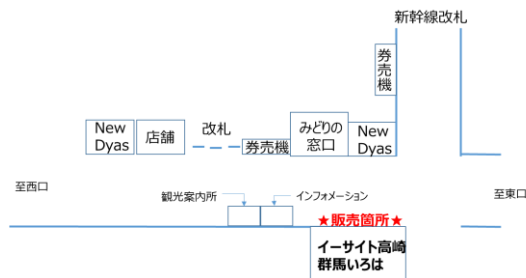 新幹線改札
券売機
New
Dyas
店舗
改札
券売機
みどりの
窓口
New
Dyas
至西口
観光案内所
インフォメーション
至東口
★販売箇所★
イーサイト高崎
群馬いろは